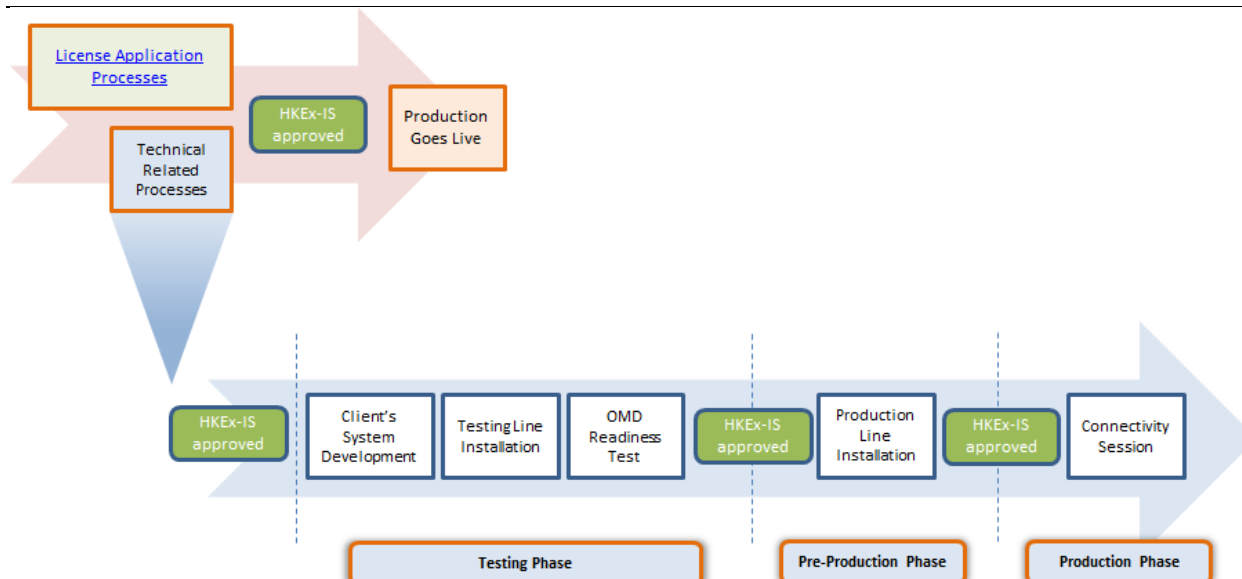 License Application
Processes
HKEx-IS
approved
Production
Goes Live
Technical
Related
Processes
HKEx-IS
approved
Client's
System
Development
Testing Line
Installation
OMD
Readiness
Test
HKEx-IS
approved
Production
Line
Installation
HKEx-IS
approved
Connectivity
Session
Testing Phase
Pre-Production Phase
Production Phase